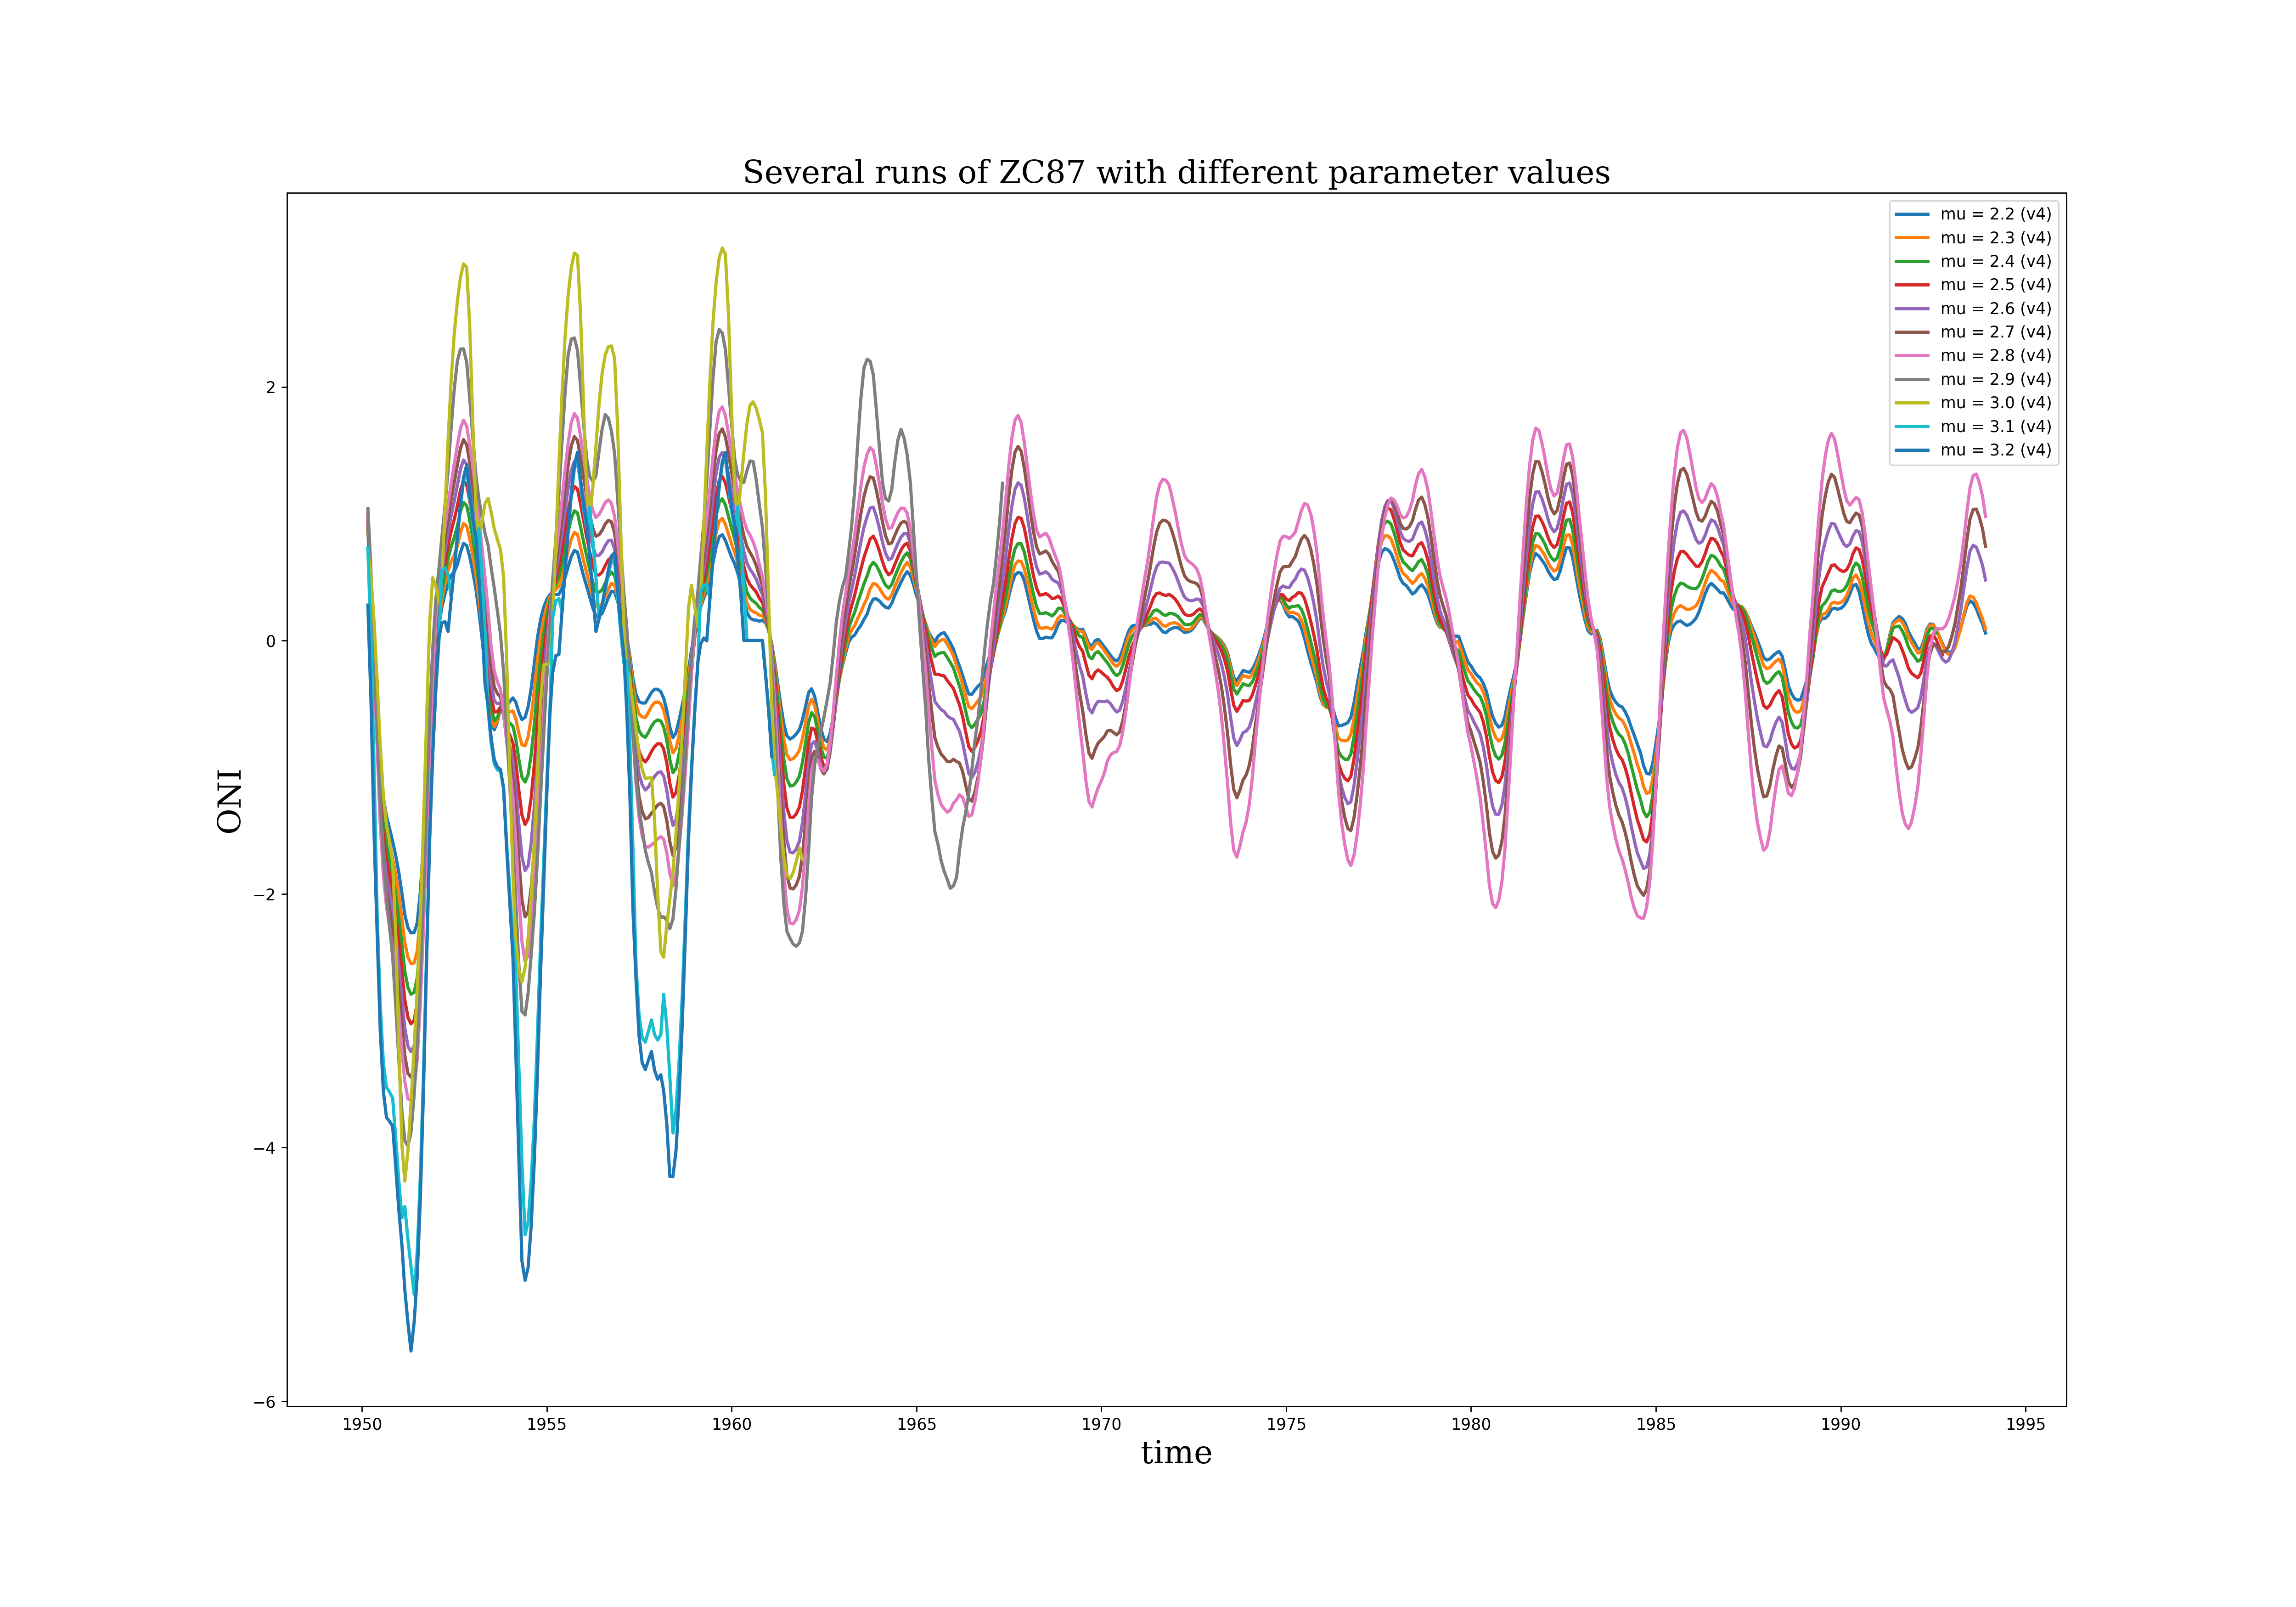 Several runs of ZC87 with different parameter values
mu = 2.2 (v4)
mu = 2.3 (v4)
mu = 2.4 (v4)
mu = 2.5 (v4)
mu = 2.6 (v4)
mu = 2.7 (v4)
mu = 2.8 (v4)
mu = 2.9 (v4)
mu = 3.0 (v4)
mu = 3.1 (v4)
mu = 3.2 (v4)
2
0
−2
−4
−6
ONI
1950 1955 1960 1965 1970 1975 1980 1985 1990 1995
time